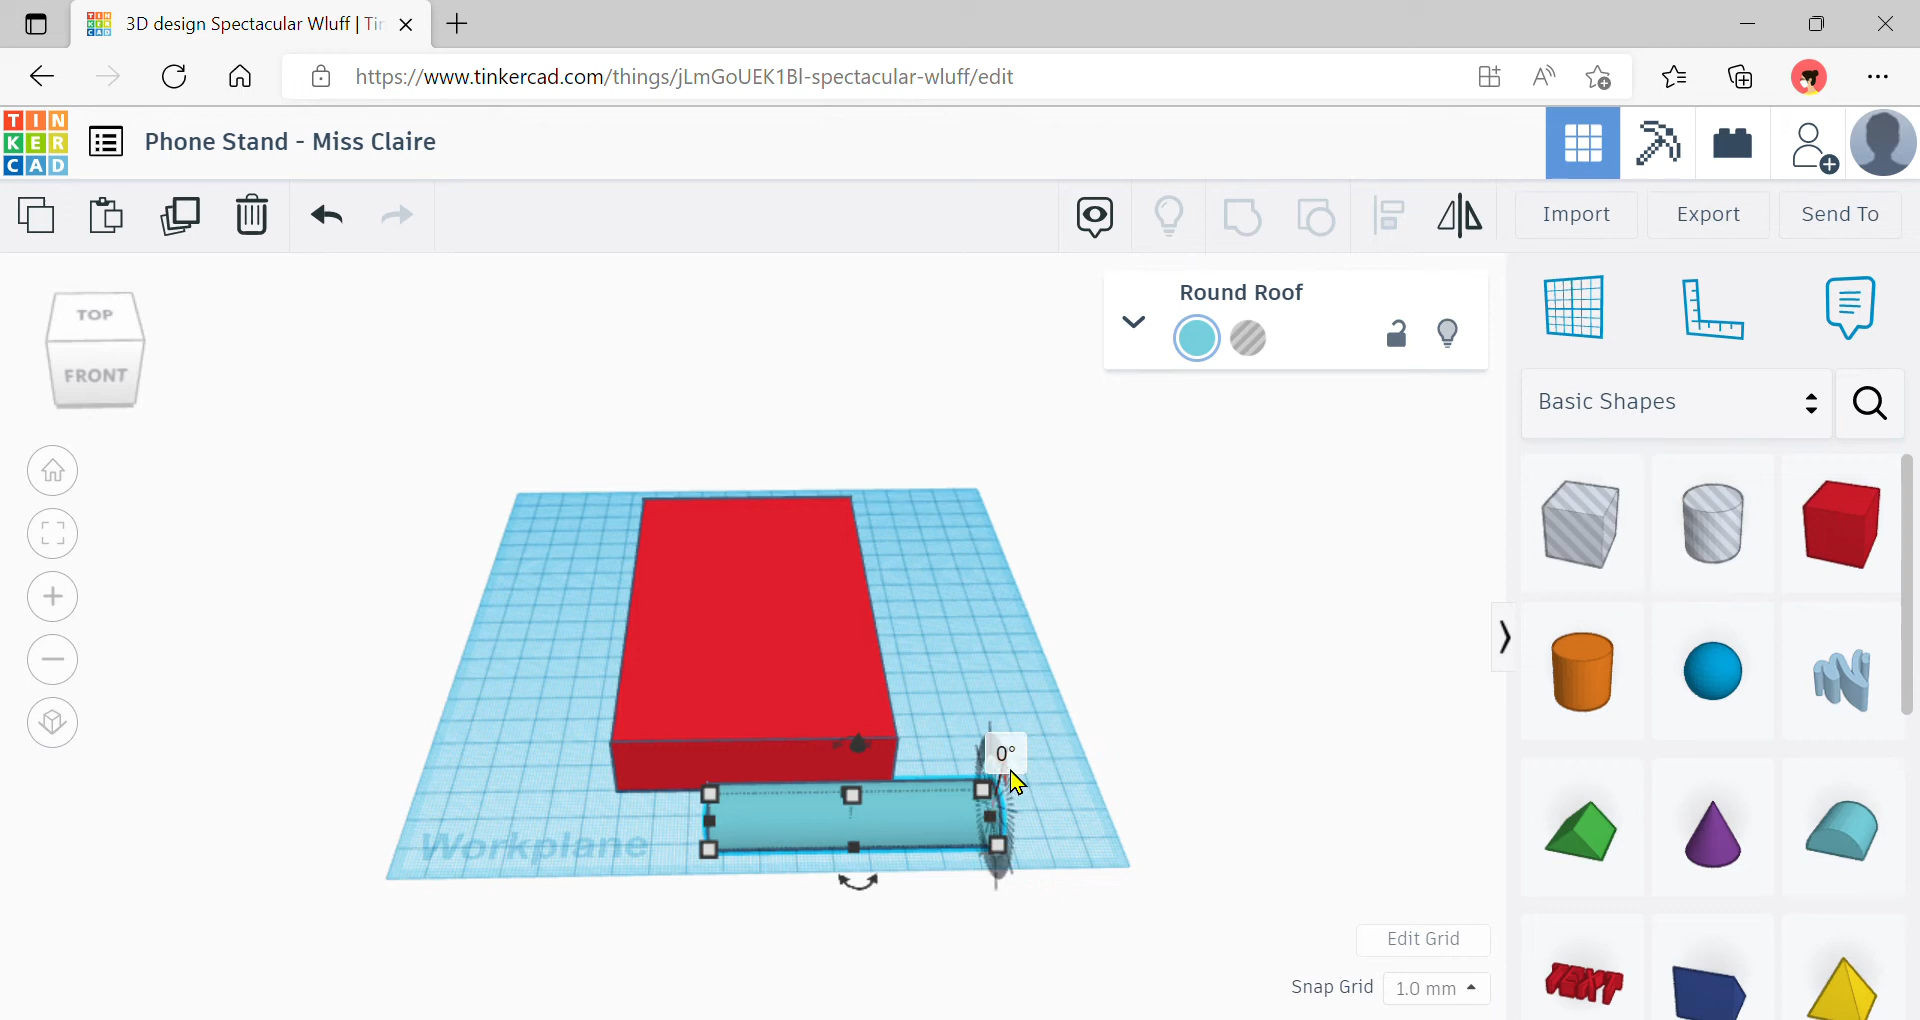 3D design Spectacular Wluff | Tin
https://www.tinkercad.com/things/jLmGoUEK1Bl-spectacular-wluff/edit
TIN
KER
CAD
Phone Stand - Miss Claire
Import
Export
Send To
TOP
FRONT
Round Roof
Basic Shapes
0°
Workplane
TEXT
Edit Grid
Snap Grid
1.0 mm